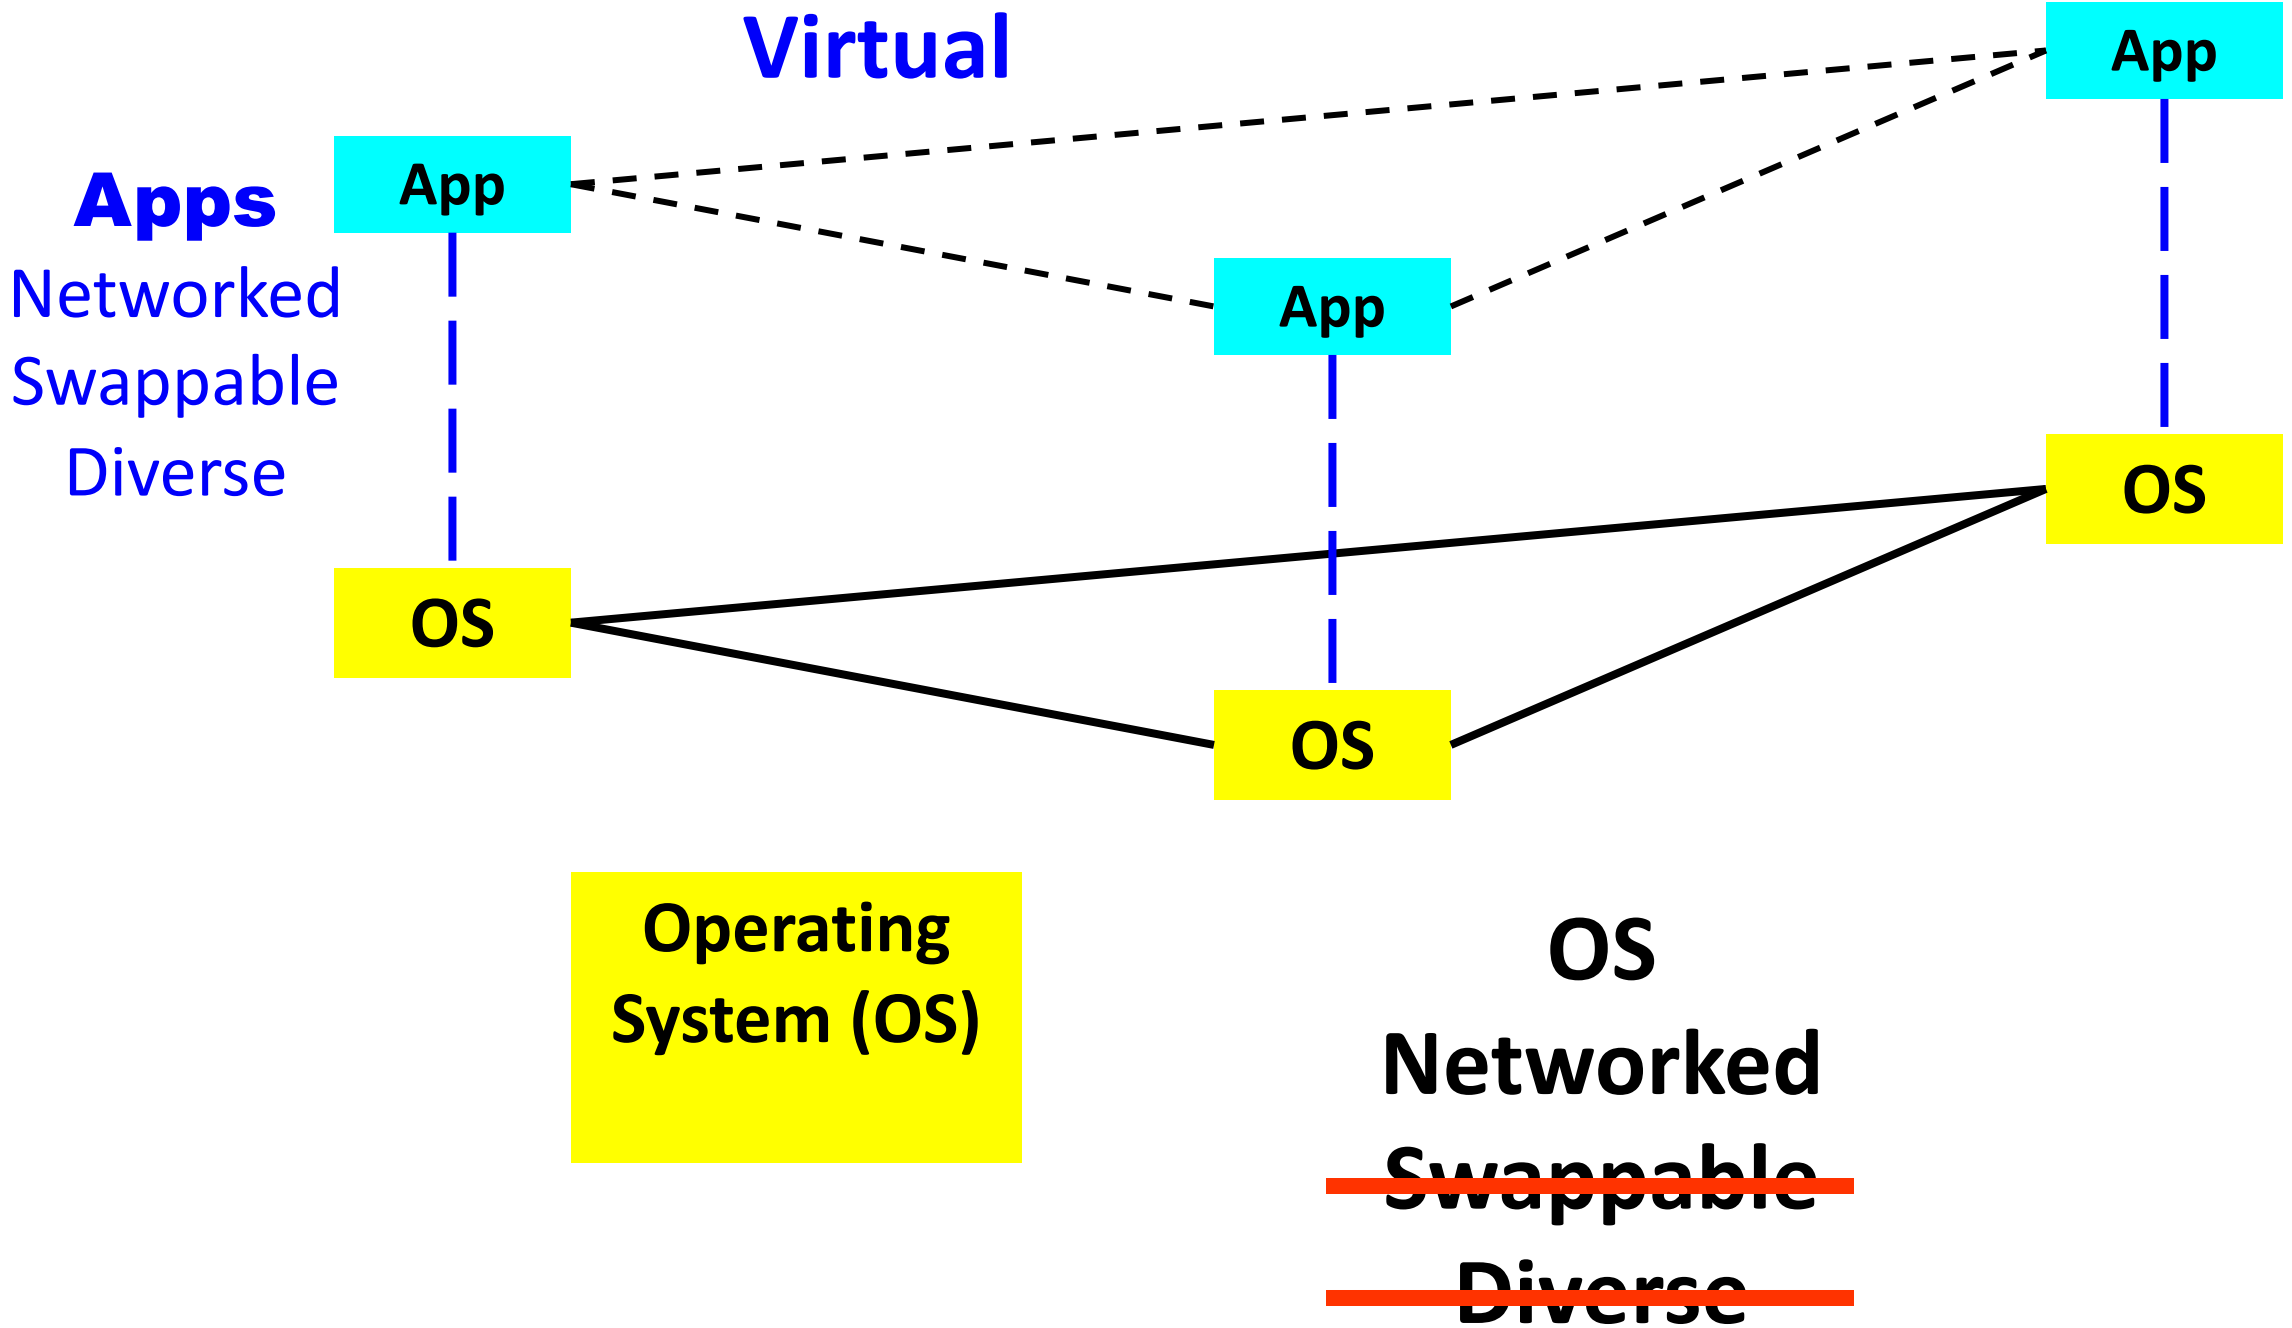 Virtual
App
App
Apps
Networked
Swappable
Diverse
App
OS
OS
OS
Operating
System (OS)
OS
Networked
Swappable
Diverse